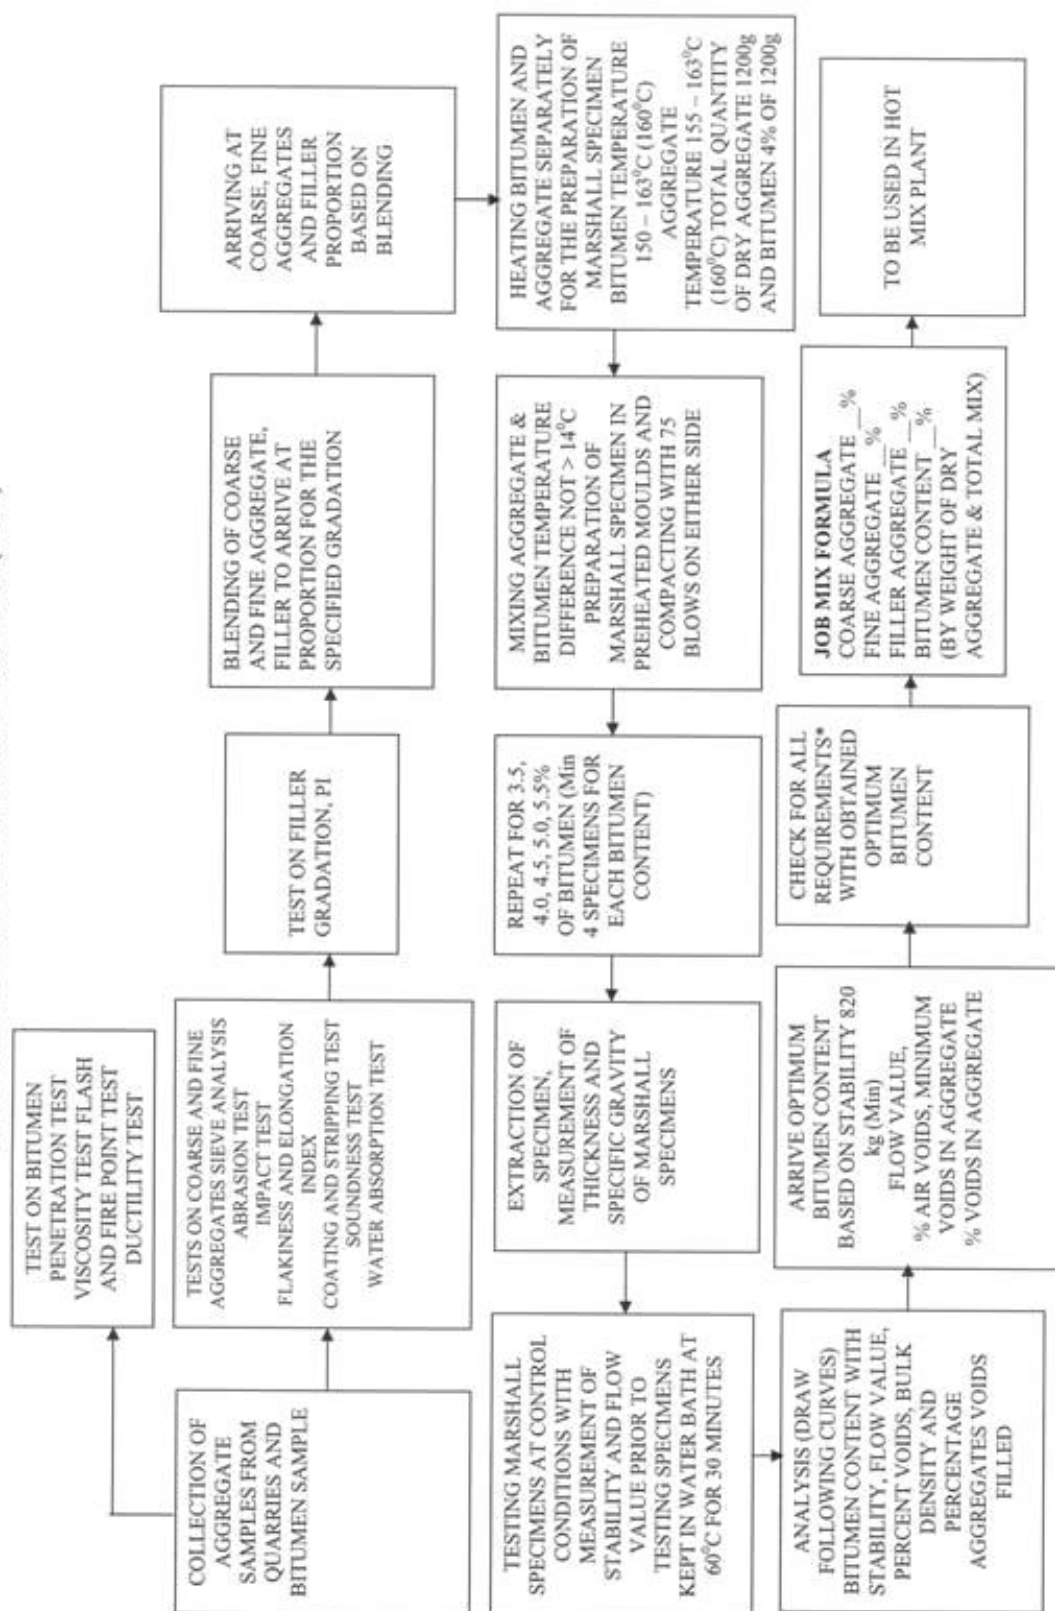 COLLECTION OF
AGGREGATE
SAMPLES FROM
QUARRIES AND
BITUMEN SAMPLE
TEST ON BITUMEN
PENETRATION TEST
VISCOSITY TEST FLASH
AND FIRE POINT TEST
DUCTILITY TEST
TESTS ON COARSE AND FINE
AGGREGATES SIEVE ANALYSIS
ABRASION TEST
IMPACT TEST
FLAKINESS AND ELONGATION
INDEX
COATING AND STRIPPING TEST
SOUNDNESS TEST
WATER ABSORPTION TEST
TEST ON FILLER
GRADATION, PI
BLENDING OF COARSE
AND FINE AGGREGATE,
FILLER TO ARRIVE AT
PROPORTION FOR THE
SPECIFIED GRADATION
ARRIVING AT
COARSE, FINE
AGGREGATES
AND FILLER
PROPORTION
BASED ON
BLENDING
HEATING BITUMEN AND
AGGREGATE SEPARATELY
FOR THE PREPARATION OF
MARSHALL SPECIMEN
BITUMEN TEMPERATURE
150 – 163⁰C (160⁰C)
AGGREGATE
TEMPERATURE 155 – 163⁰C
(160⁰C) TOTAL QUANTITY
OF DRY AGGREGATE 1200g
AND BITUMEN 4% OF 1200g
MIXING AGGREGATE &
BITUMEN TEMPERATURE
DIFFERENCE NOT > 14⁰C
PREPARATION OF
MARSHALL SPECIMEN IN
PREHEATED MOULDS AND
COMPACTING WITH 75
BLOWS ON EITHER SIDE
REPEAT FOR 3.5,
4.0, 4.5, 5.0, 5.5%
OF BITUMEN (Min
4 SPECIMENS FOR
EACH BITUMEN
CONTENT)
EXTRACTION OF
SPECIMEN,
MEASUREMENT OF
THICKNESS AND
SPECIFIC GRAVITY
OF MARSHALL
SPECIMENS
TESTING MARSHALL
SPECIMENS AT CONTROL
CONDITIONS WITH
MEASUREMENT OF
STABILITY AND FLOW
VALUE PRIOR TO
TESTING SPECIMENS
KEPT IN WATER BATH AT
60⁰C FOR 30 MINUTES
ANALYSIS (DRAW
FOLLOWING CURVES)
BITUMEN CONTENT WITH
STABILITY, FLOW VALUE,
PERCENT VOIDS, BULK
DENSITY AND
PERCENTAGE
AGGREGATES VOIDS
FILLED
ARRIVE OPTIMUM
BITUMEN CONTENT
BASED ON STABILITY 820
kg (Min)
FLOW VALUE,
% AIR VOIDS, MINIMUM
VOIDS IN AGGREGATE
% VOIDS IN AGGREGATE
CHECK FOR ALL
REQUIREMENTS*
WITH OBTAINED
OPTIMUM
BITUMEN
CONTENT
JOB MIX FORMULA
COARSE AGGREGATE __%
FINE AGGREGATE __%
FILLER AGGREGATE __%
BITUMEN CONTENT __%
(BY WEIGHT OF DRY
AGGREGATE & TOTAL MIX)
TO BE USED IN HOT
MIX PLANT